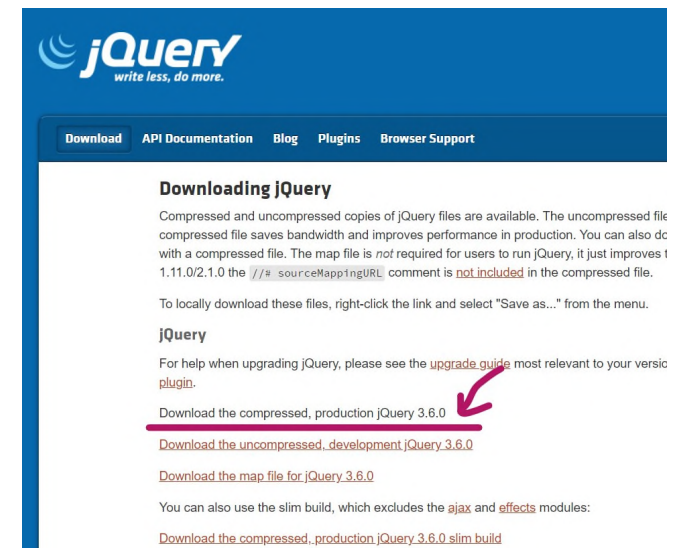 jQuery
write less, do more.
Download API Documentation Blog Plugins Browser Support
Downloading jQuery
Compressed and uncompressed copies of jQuery files are available. The uncompressed file
compressed file saves bandwidth and improves performance in production. You can also do
with a compressed file. The map file is not required for users to run jQuery, it just improves
1.11.0/2.1.0 the //# sourceMappingURL comment is not included in the compressed file.
To locally download these files, right-click the link and select "Save as..." from the menu.
jQuery
For help when upgrading jQuery, please see the upgrade guide most relevant to your versio
plugin.
Download the compressed, production jQuery 3.6.0
Download the uncompressed, development jQuery 3.6.0
Download the map file for jQuery 3.6.0
You can also use the slim build, which excludes the ajax and effects modules:
Download the compressed, production jQuery 3.6.0 slim build